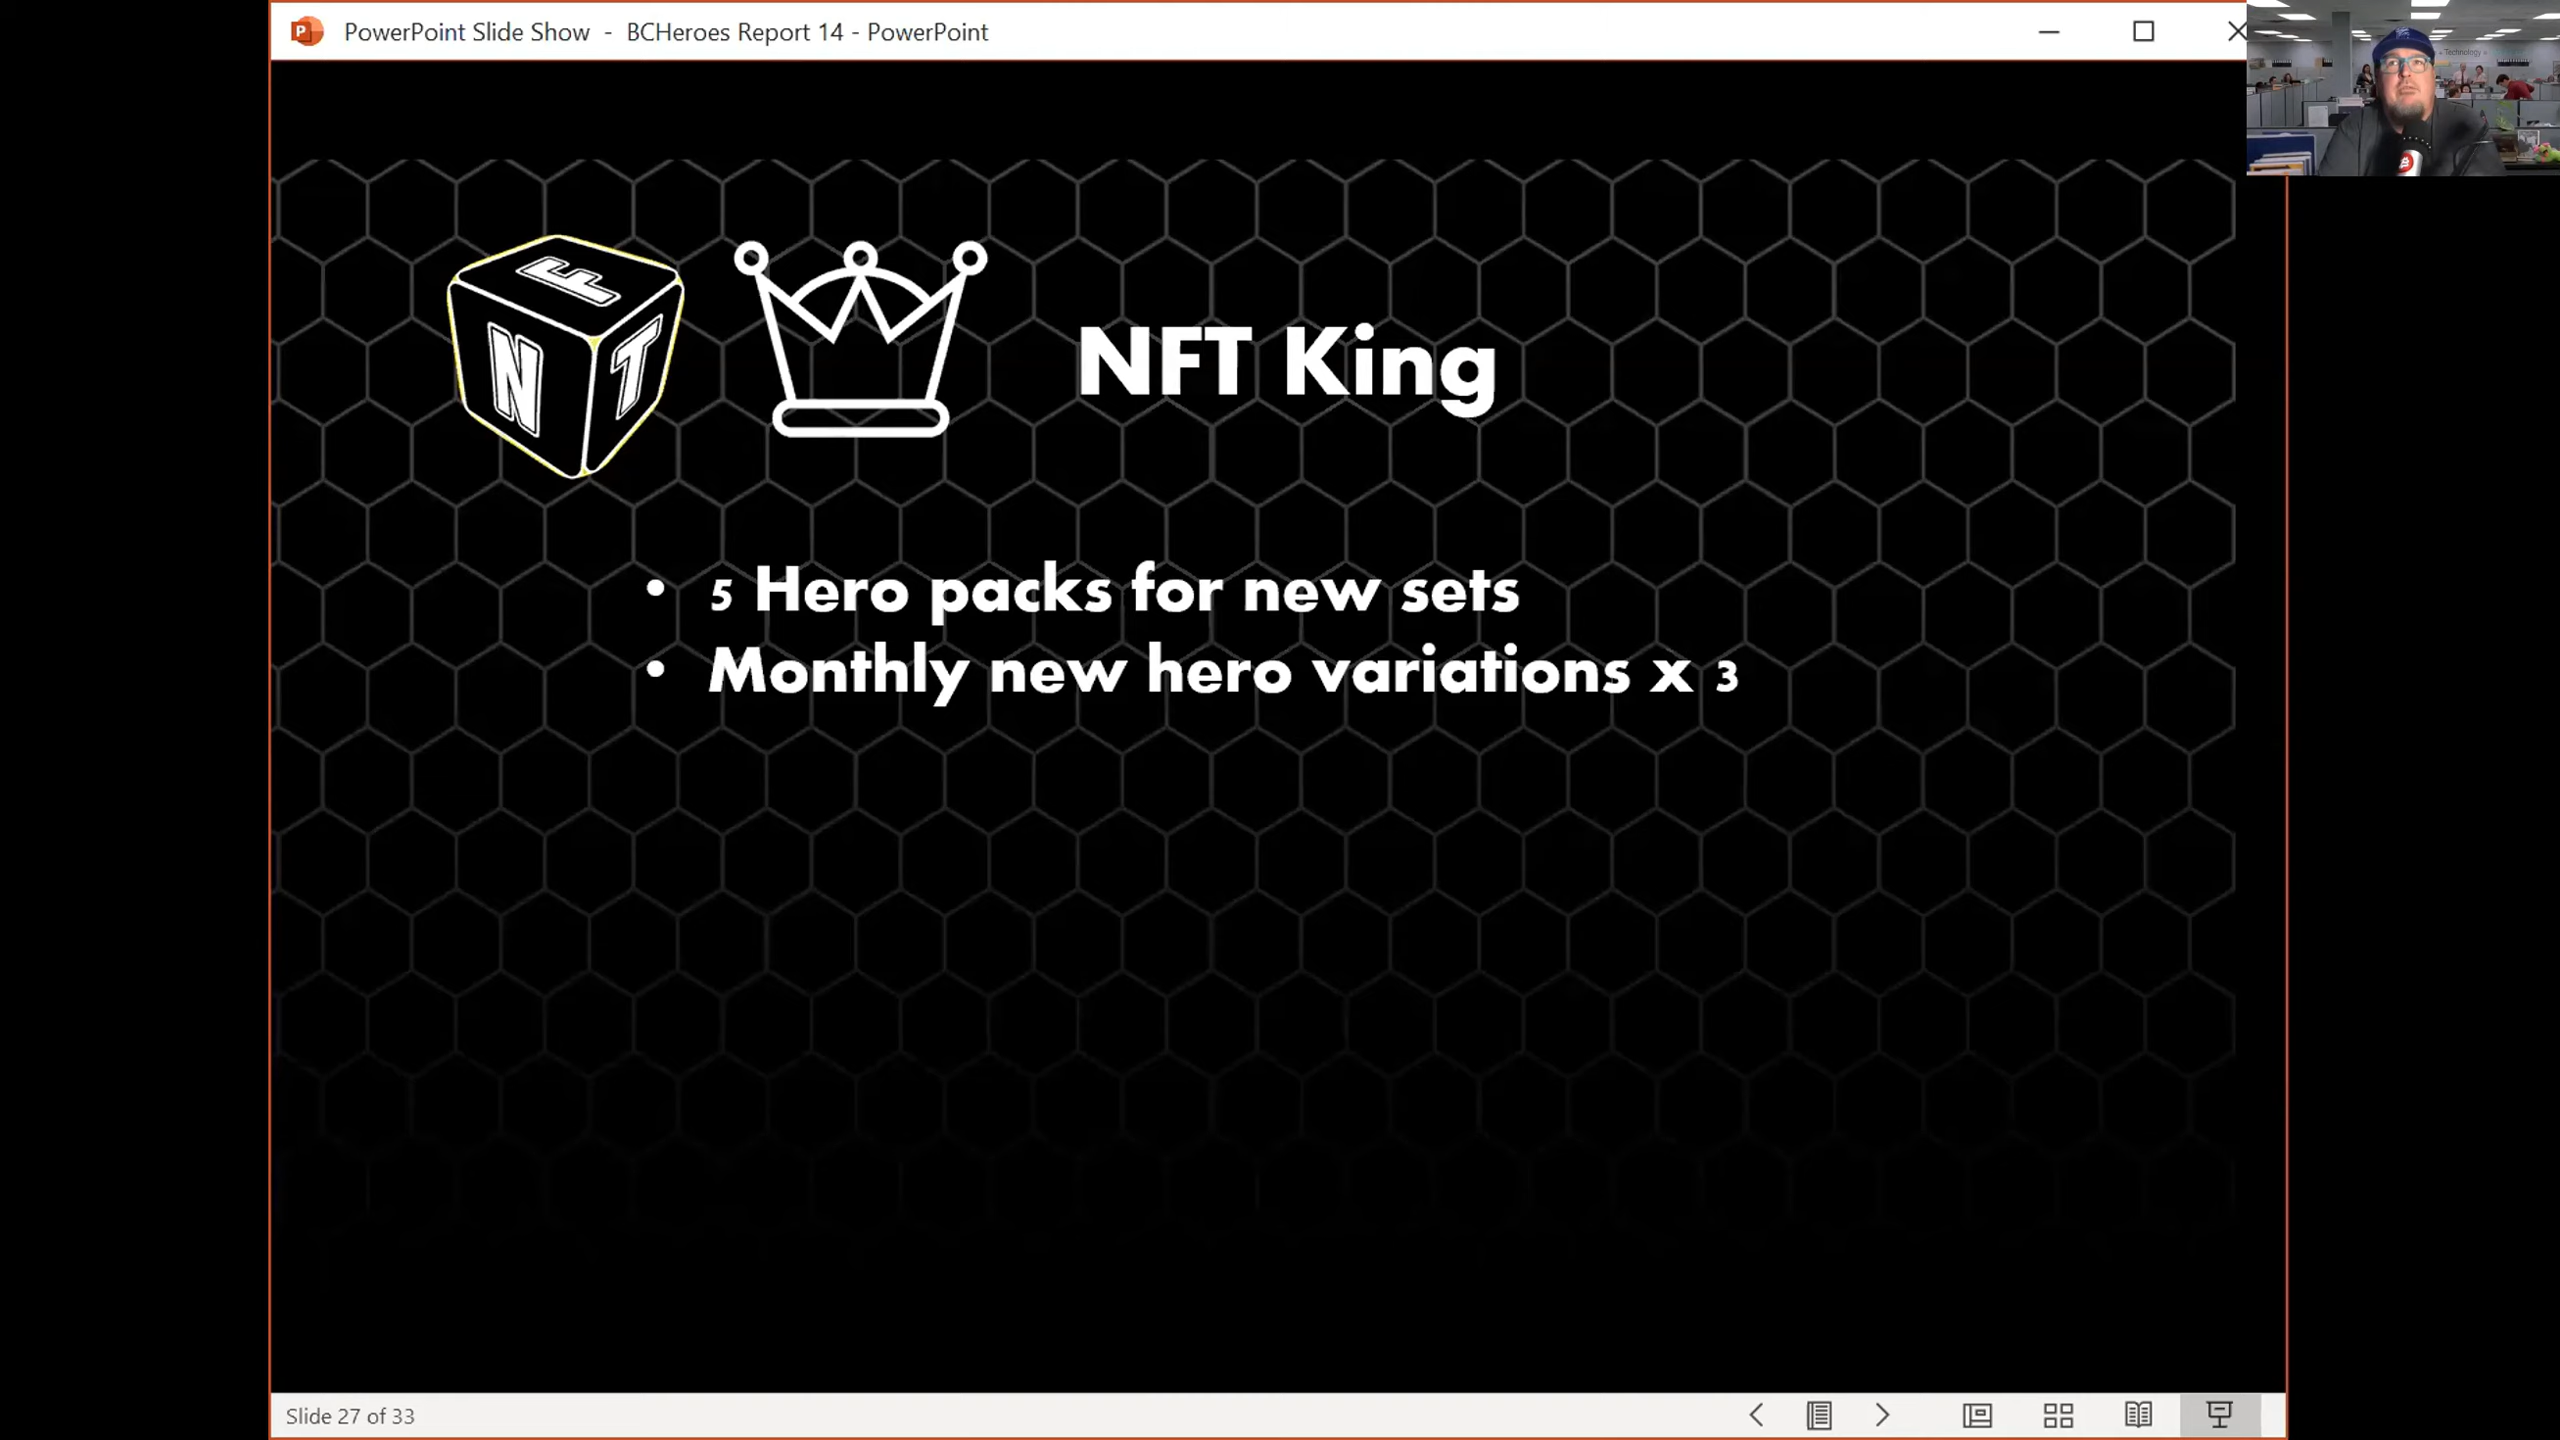 PowerPoint Slide Show - BCHeroes Report 14 - PowerPoint
Technology
F
N T
NFT King
• 5 Hero packs for new sets
• Monthly new hero variations x 3
Slide 27 of 33